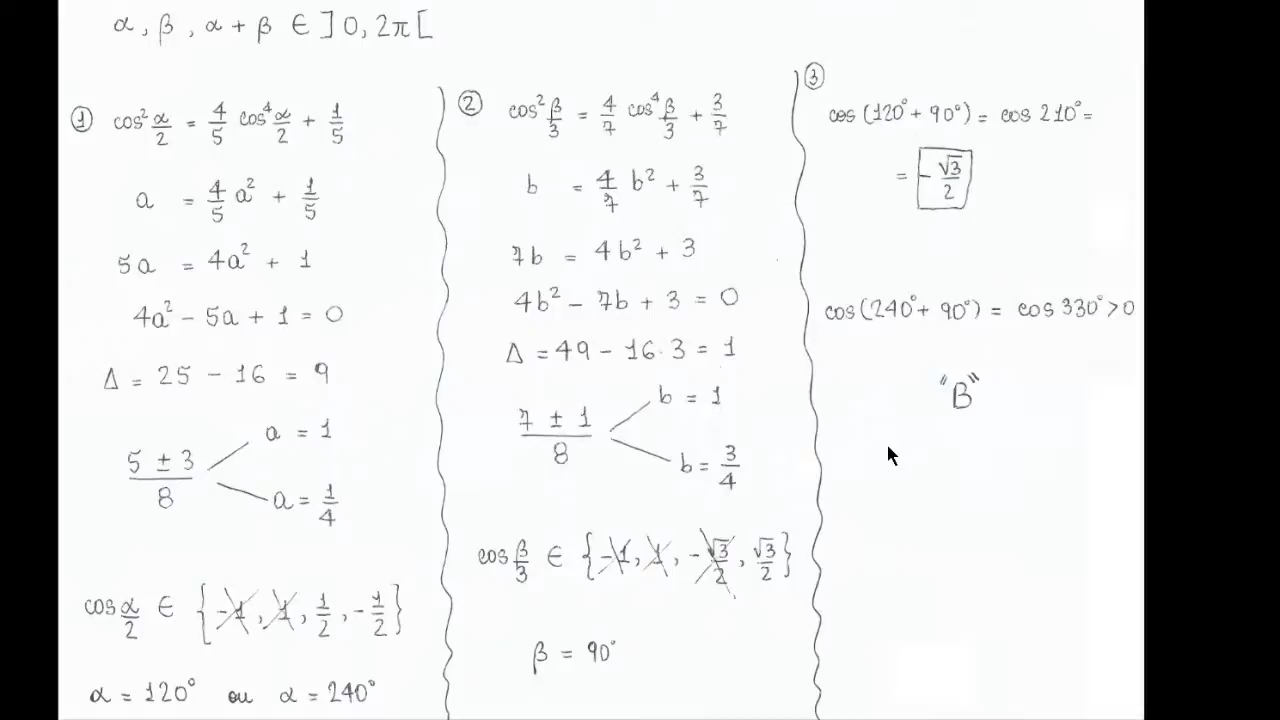 α, β, α + β ∈ ]0, 2π[
① cos² α/2 = 4/5 cos⁴ α/2 + 1/5
a = 4/5 a² + 1/5
5a = 4a² + 1
4a² − 5a + 1 = 0
Δ = 25 − 16 = 9
5 ± 3 / 8
a = 1
a = 1/4
cos α/2 ∈ {−1, 1, 1/2, −1/2}
α = 120° ou α = 240°
② cos² β/3 = 4/7 cos⁴ β/3 + 3/7
b = 4/7 b² + 3/7
7b = 4b² + 3
4b² − 7b + 3 = 0
Δ = 49 − 16·3 = 1
7 ± 1 / 8
b = 1
b = 3/4
cos β/3 ∈ {−1, 1, −√3/2, √3/2}
β = 90°
③
cos (120° + 90°) = cos 210° =
= −√3/2
cos (240° + 90°) = cos 330° > 0
"B"